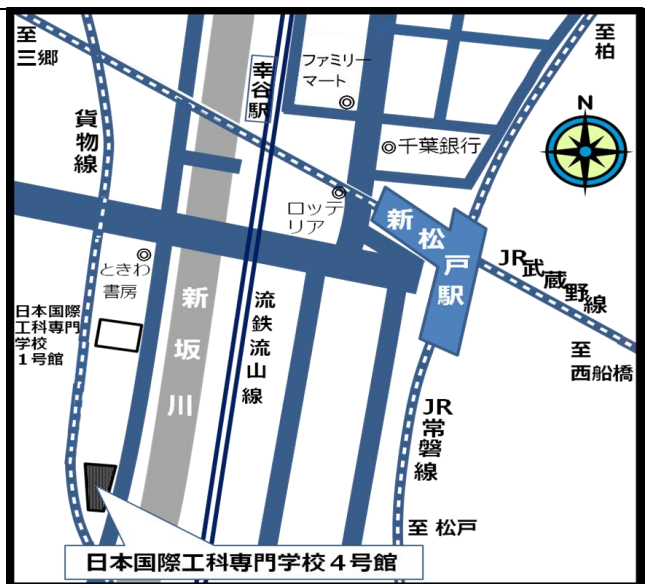 至
三郷
貨物線
幸谷駅
ファミリー
マート
◎
至
柏
N
◎千葉銀行
◎
ロッテ
リア
新松戸駅
JR武蔵野線
至
西船橋
◎
ときわ
書房
日本国際
工科専門
学校
1号館
新坂川
流鉄流山線
JR常磐線
至 松戸
日本国際工科専門学校4号館